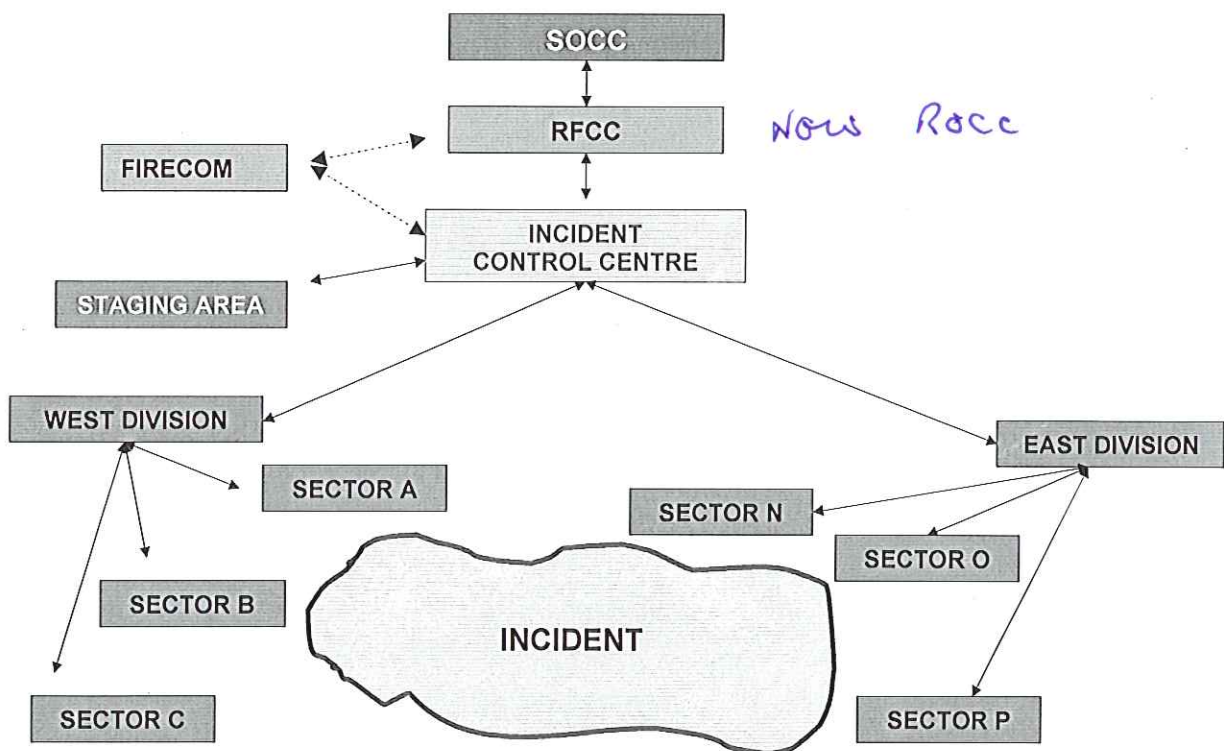 SOCC
RFCC
Now ROCC
FIRECOM
INCIDENT
CONTROL CENTRE
STAGING AREA
WEST DIVISION
EAST DIVISION
SECTOR A
SECTOR N
SECTOR O
SECTOR B
INCIDENT
SECTOR C
SECTOR P